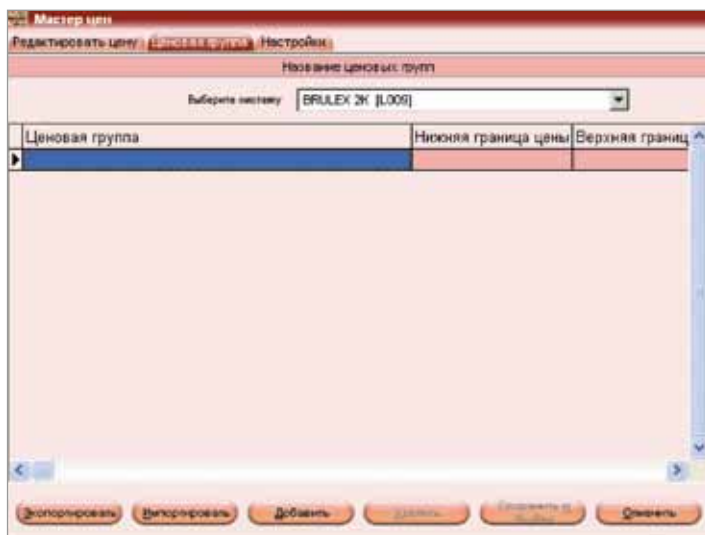 Мастер цен
Редактировать цену Ценовая группа Настройки
Название ценовых групп
Выберите систему BRULEX 2K [L009]
Ценовая группа Нижняя граница цены Верхняя границ
Экспортировать Импортировать Добавить Удалить Отменить